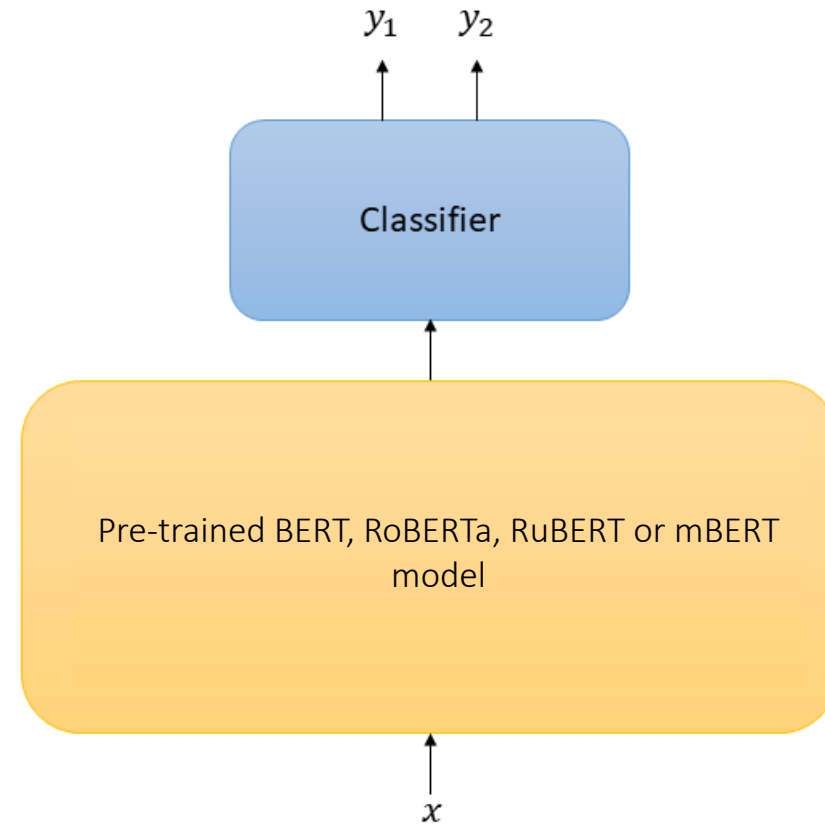 y₁ y₂
Classifier
Pre-trained BERT, RoBERTa, RuBERT or mBERT
model
x